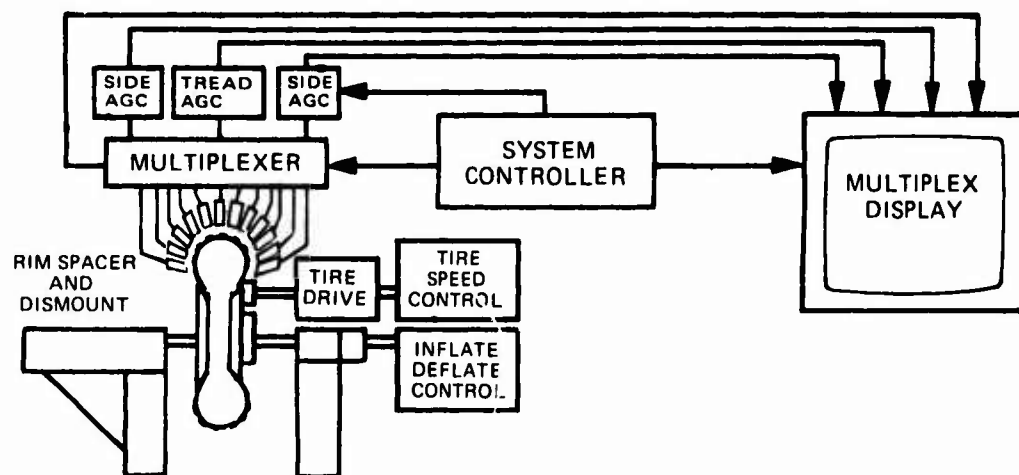 SIDE
AGC
TREAD
AGC
SIDE
AGC
MULTIPLEXER
SYSTEM
CONTROLLER
MULTIPLEX
DISPLAY
RIM SPACER
AND
DISMOUNT
TIRE
DRIVE
TIRE
SPEED
CONTROL
INFLATE
DEFLATE
CONTROL